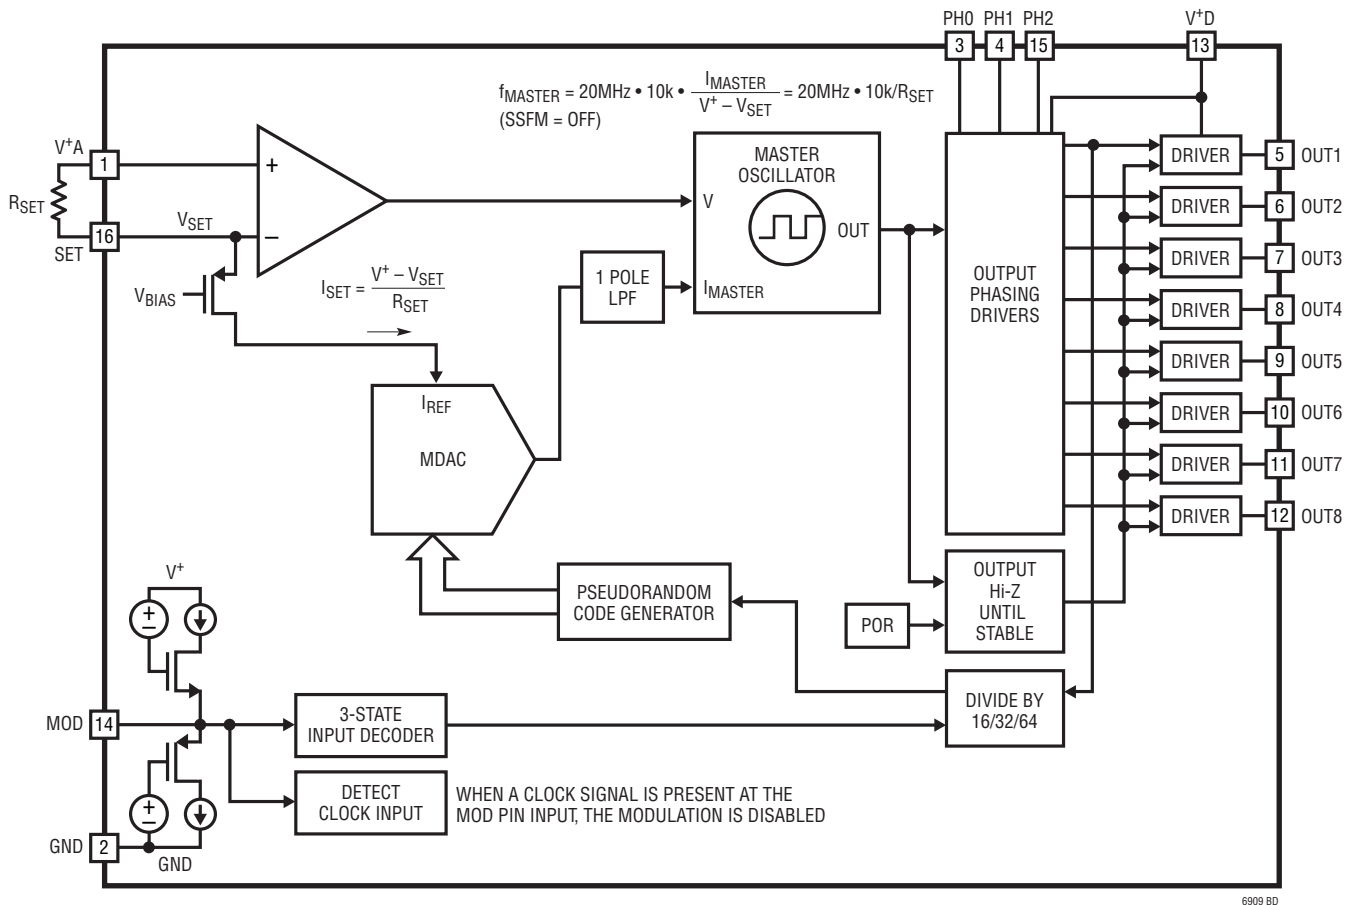 PH0 PH1 PH2 V+D
3 4 15 13
fMASTER = 20MHz • 10k • IMASTER / V+ – VSET = 20MHz • 10k/RSET
(SSFM = OFF)
V+A
1
RSET
16
SET
VSET
+
–
VBIAS
ISET = V+ – VSET / RSET
MASTER
OSCILLATOR
V
OUT
IMASTER
1 POLE
LPF
IREF
MDAC
OUTPUT
PHASING
DRIVERS
DRIVER 5 OUT1
DRIVER 6 OUT2
DRIVER 7 OUT3
DRIVER 8 OUT4
DRIVER 9 OUT5
DRIVER 10 OUT6
DRIVER 11 OUT7
DRIVER 12 OUT8
PSEUDORANDOM
CODE GENERATOR
POR
OUTPUT
Hi-Z
UNTIL
STABLE
DIVIDE BY
16/32/64
V+
+
–
MOD 14
3-STATE
INPUT DECODER
DETECT
CLOCK INPUT
WHEN A CLOCK SIGNAL IS PRESENT AT THE
MOD PIN INPUT, THE MODULATION IS DISABLED
+
–
GND 2
GND
6909 BD